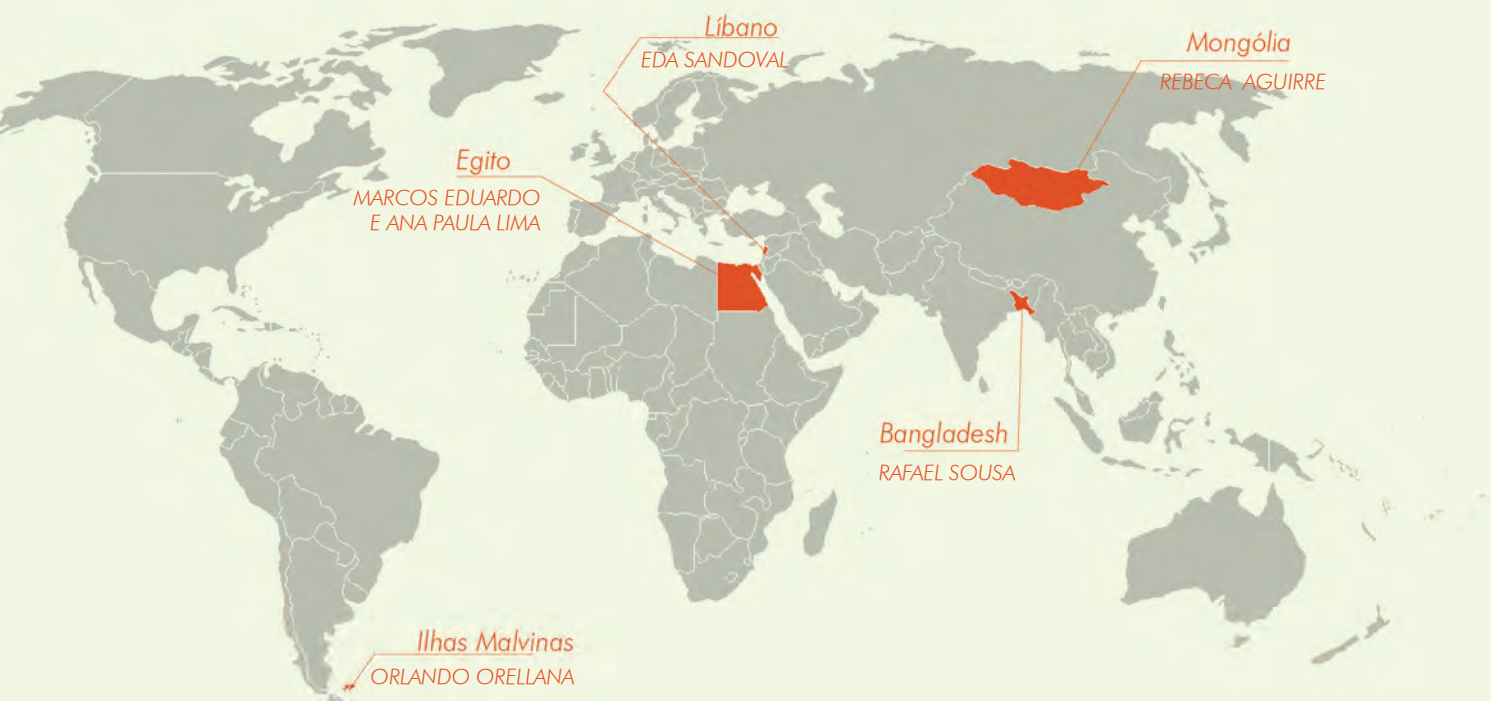 Líbano
EDA SANDOVAL
Mongólia
REBECA AGUIRRE
Egito
MARCOS EDUARDO
E ANA PAULA LIMA
Bangladesh
RAFAEL SOUSA
Ilhas Malvinas
ORLANDO ORELLANA